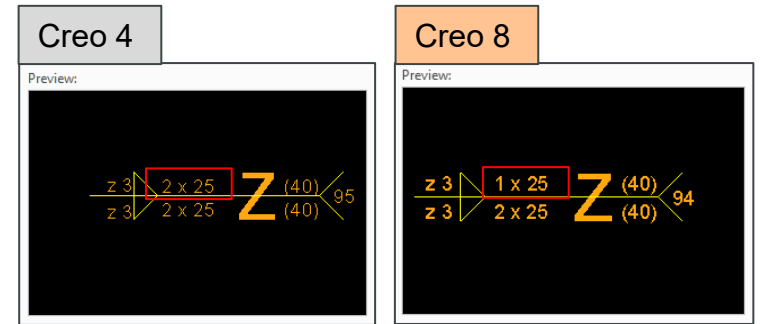 Creo 4
Preview:
z 3 2 x 25 Z (40) 95
z 3 2 x 25 (40)
Creo 8
Preview:
z 3 1 x 25 Z (40) 94
z 3 2 x 25 (40)